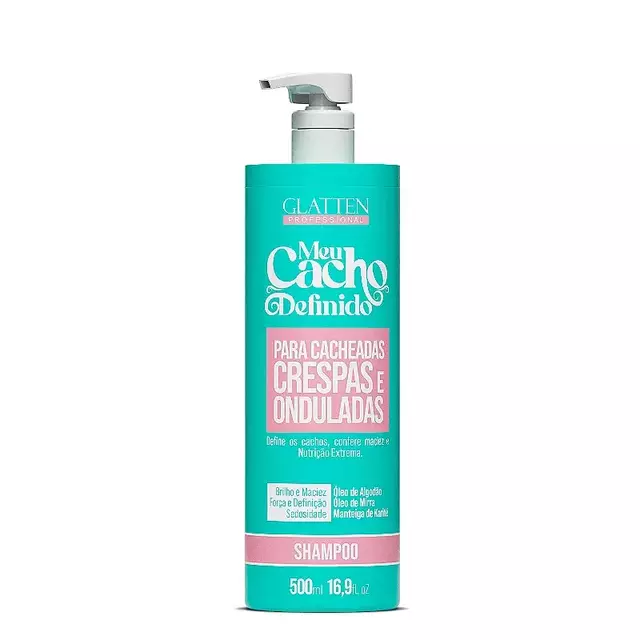 GLATTEN
PROFESSIONAL
Meu
Cacho
Definido
PARA CACHEADAS
CRESPAS E
ONDULADAS
Define os cachos, confere maciez e
Nutrição Extrema.
Brilho e Maciez
Força e Definição
Sedosidade
Óleo de Algodão
Óleo de Mirra
Manteiga de Karité
SHAMPOO
500ml 16,9fl. oZ